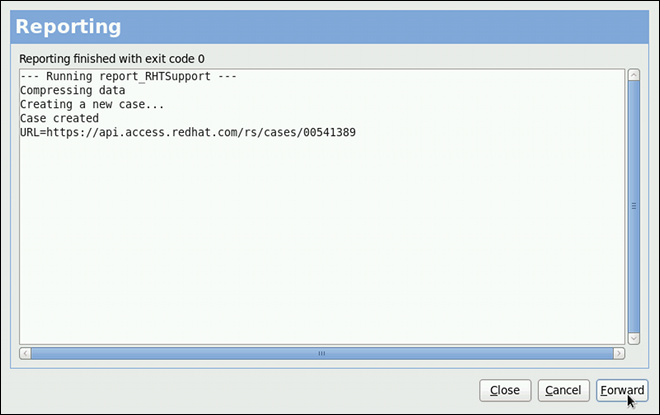 Reporting
Reporting finished with exit code 0
--- Running report_RHTSupport ---
Compressing data
Creating a new case...
Case created
URL=https://api.access.redhat.com/rs/cases/00541389
Close Cancel Forward